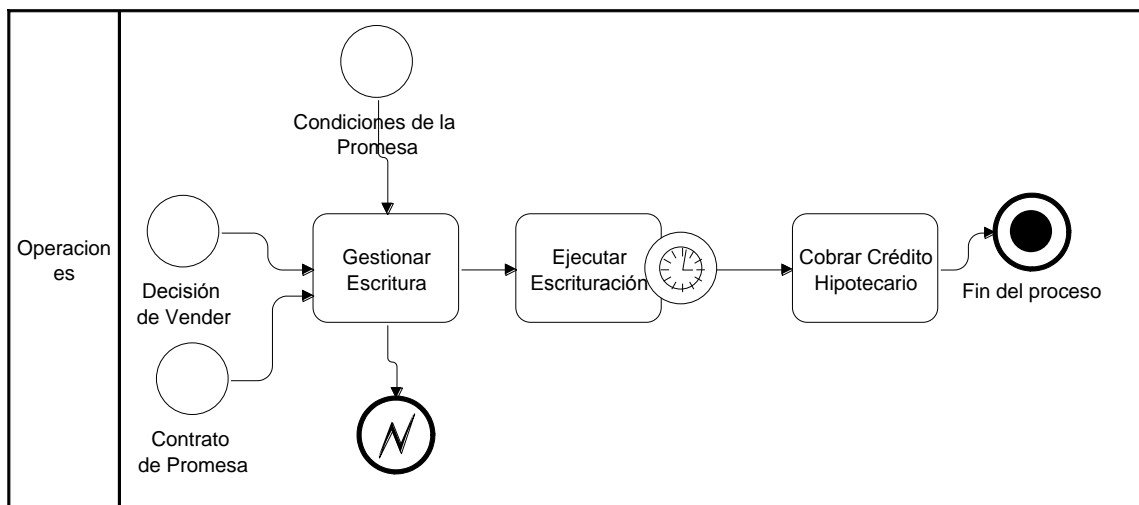 Operacion
es
Condiciones de la
Promesa
Decisión
de Vender
Contrato
de Promesa
Gestionar
Escritura
Ejecutar
Escrituración
Cobrar Crédito
Hipotecario
Fin del proceso